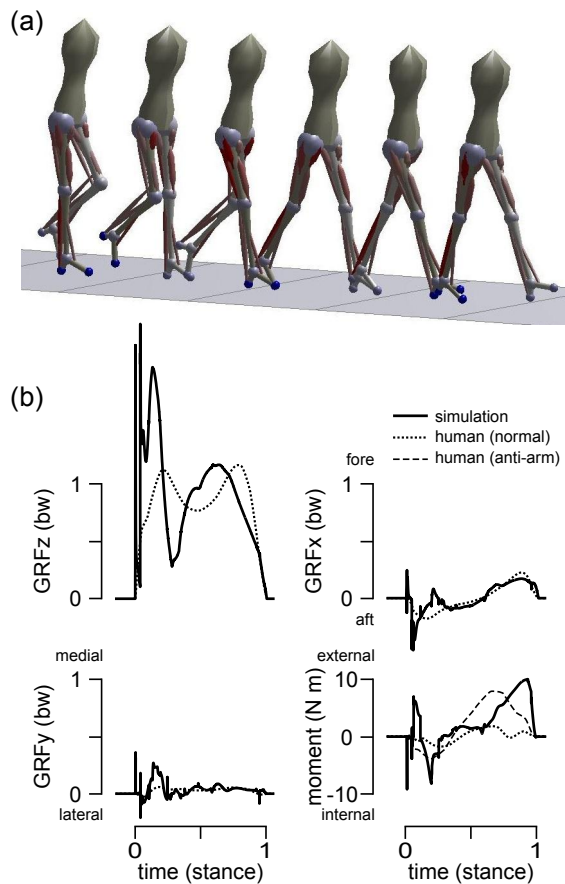 (a)
(b)
simulation
human (normal)
human (anti-arm)
GRFz (bw)
1
0
fore
GRFx (bw)
1
0
aft
medial
GRFy (bw)
1
0
lateral
external
moment (N m)
10
0
-10
internal
0
1
time (stance)
0
1
time (stance)